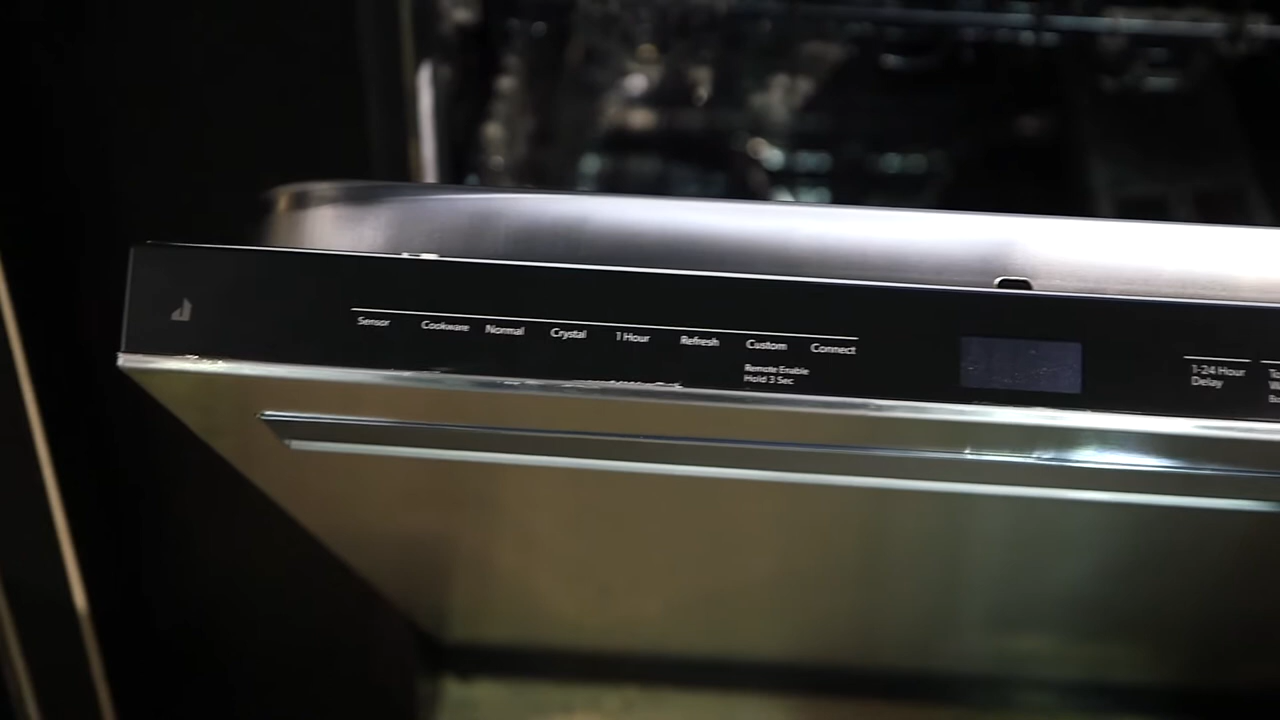 Sensor Cookware Normal Crystal 1 Hour Refresh Custom Connect
Remote Enable
Hold 3 Sec
1-24 Hour
Delay